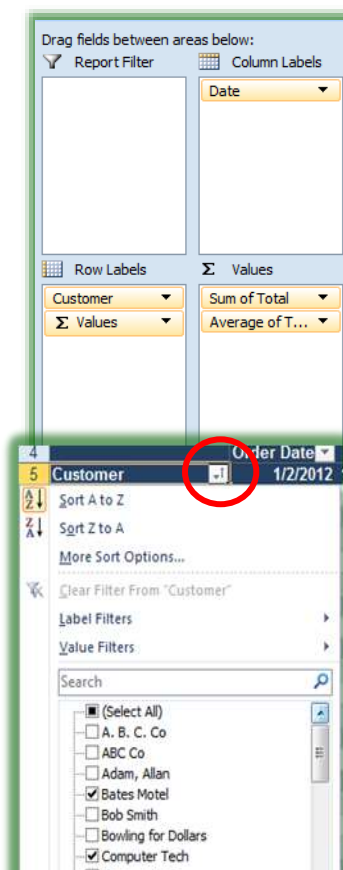 Drag fields between areas below:
Report Filter Column Labels
Date
Row Labels Σ Values
Customer Sum of Total
Σ Values Average of T...
4 Order Date
5 Customer 1/2/2012
Sort A to Z
Sort Z to A
More Sort Options...
Clear Filter From "Customer"
Label Filters
Value Filters
Search
(Select All)
A. B. C. Co
ABC Co
Adam, Allan
Bates Motel
Bob Smith
Bowling for Dollars
Computer Tech